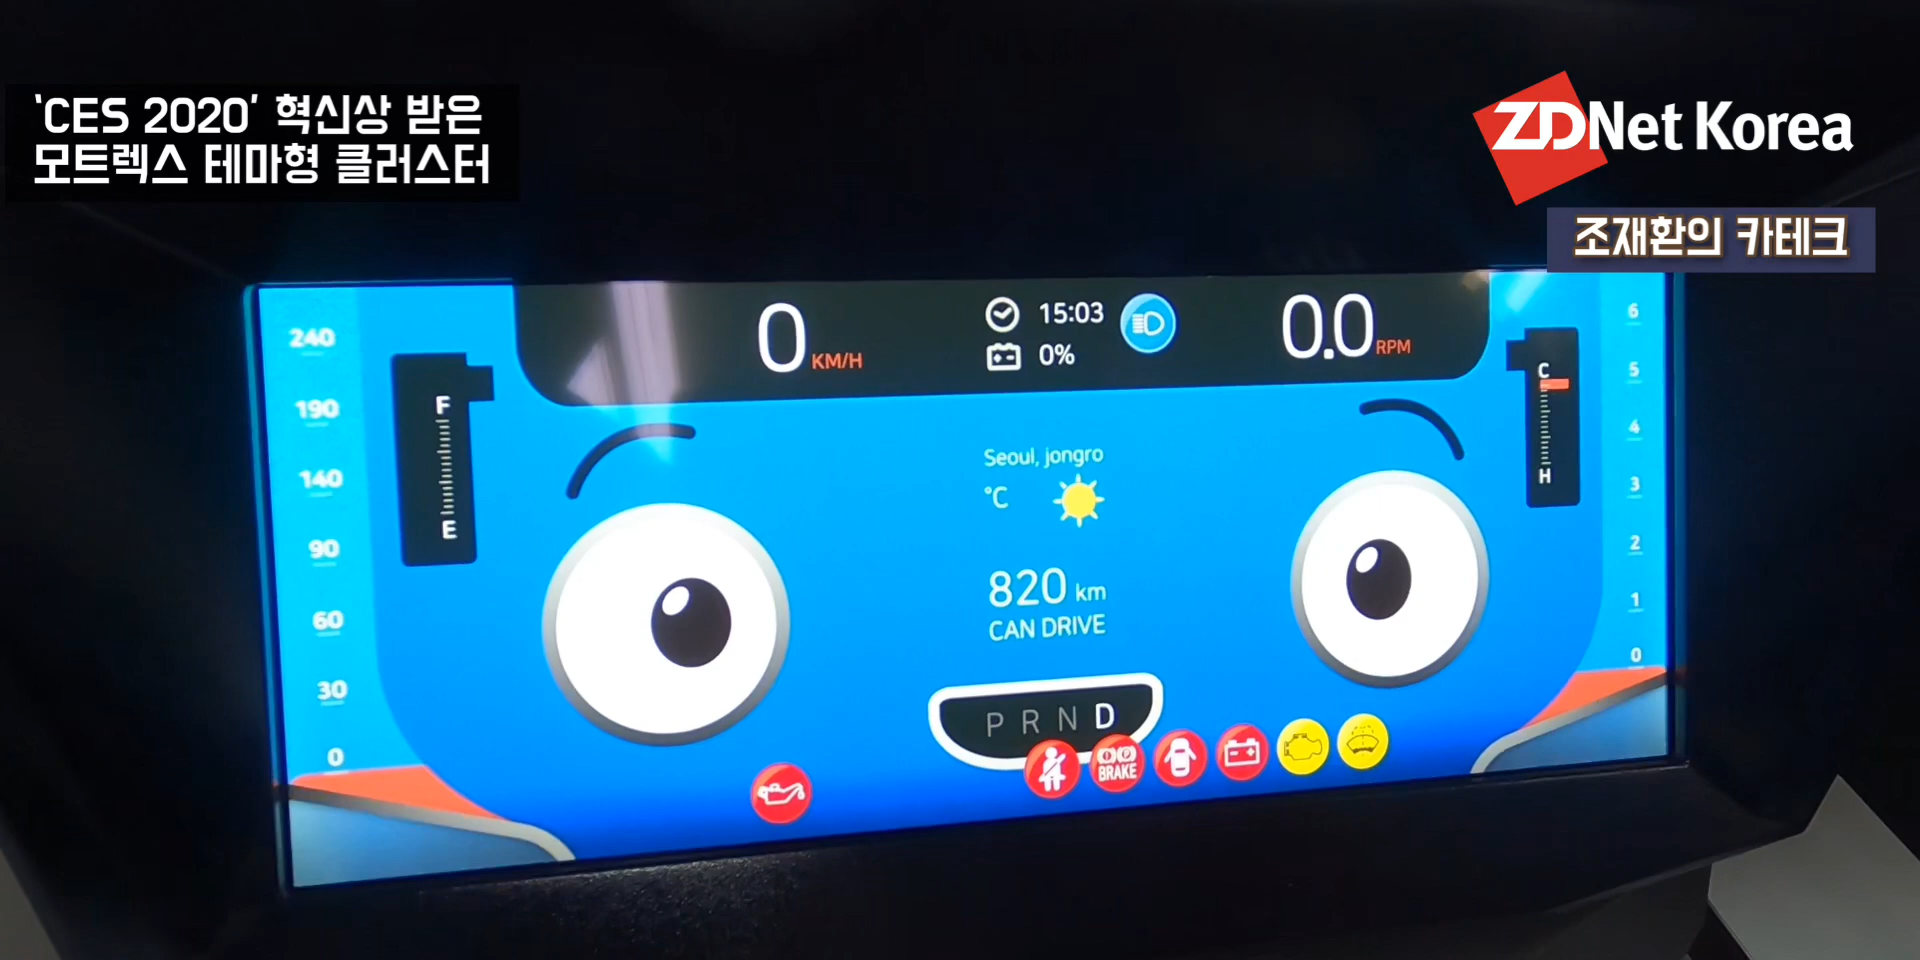 ‘CES 2020’ 혁신상 받은
모트렉스 테마형 클러스터
ZDNet Korea
조재환의 카테크
240
190
140
90
60
30
0
F
E
0 KM/H
15:03
0%
0.0 RPM
C
H
6
5
4
3
2
1
0
Seoul, jongro
°C
820 km
CAN DRIVE
P R N D
BRAKE